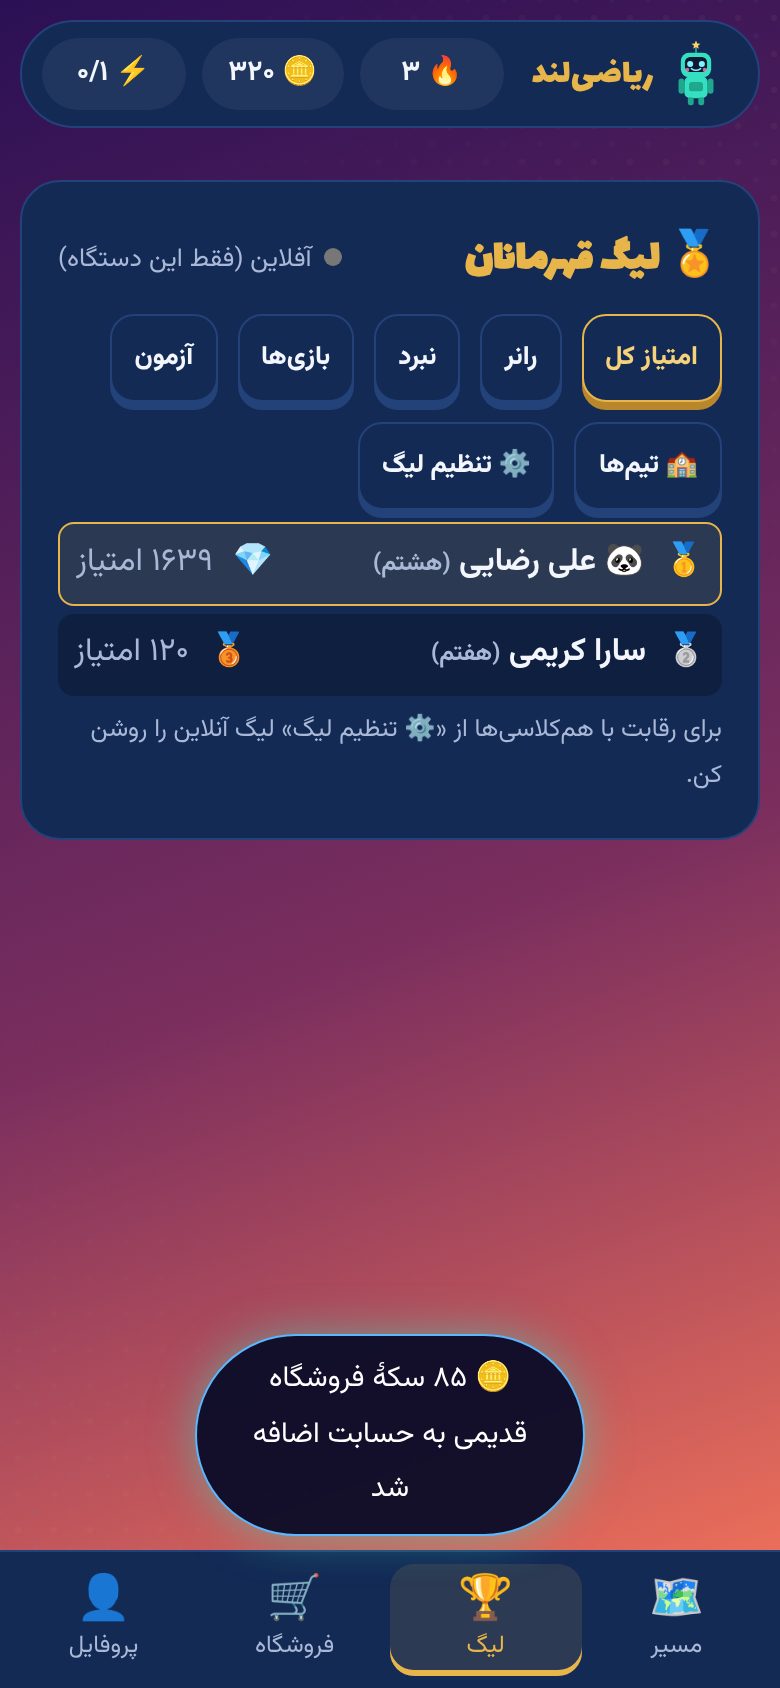 ریاضی‌لند
🔥 ۳
🪙 ۳۲۰
⚡ ۰/۱
🏅 لیگ قهرمانان
آفلاین (فقط این دستگاه)
امتیاز کل
رانر
نبرد
بازی‌ها
آزمون
🏫 تیم‌ها
⚙️ تنظیم لیگ
🥇 🐼 علی رضایی (هشتم) 💎 ۱۶۳۹ امتیاز
🥈 سارا کریمی (هفتم) 🥉 ۱۲۰ امتیاز
برای رقابت با هم‌کلاسی‌ها از «⚙️ تنظیم لیگ» لیگ آنلاین را روشن
کن.
🪙 ۸۵ سکهٔ فروشگاه
قدیمی به حسابت اضافه
شد
مسیر
لیگ
فروشگاه
پروفایل